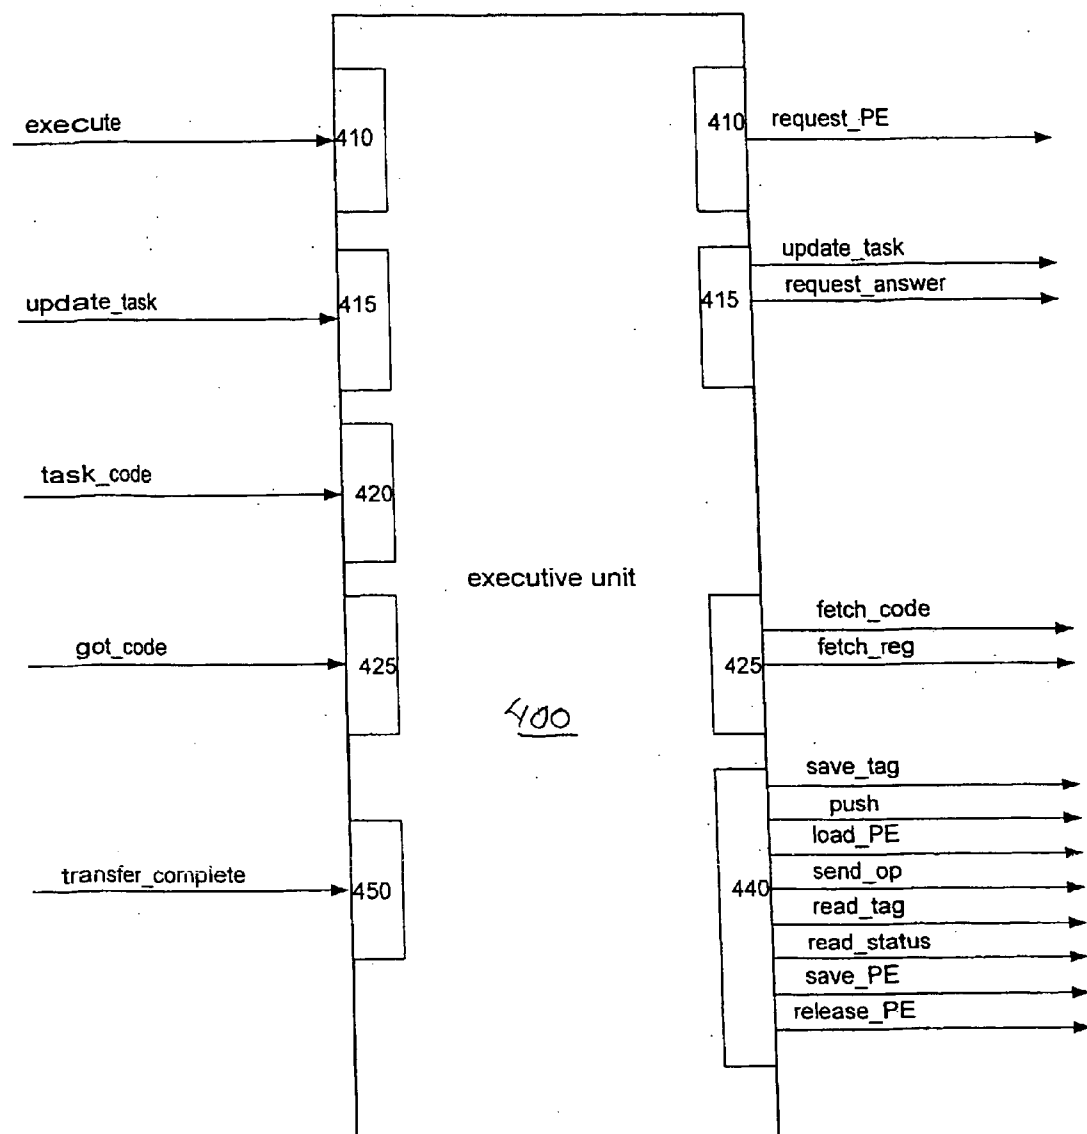 execute
410
410
request_PE
update_task
415
415
update_task
request_answer
task_code
420
executive unit
got_code
425
425
fetch_code
fetch_reg
400
transfer_complete
450
440
save_tag
push
load_PE
send_op
read_tag
read_status
save_PE
release_PE